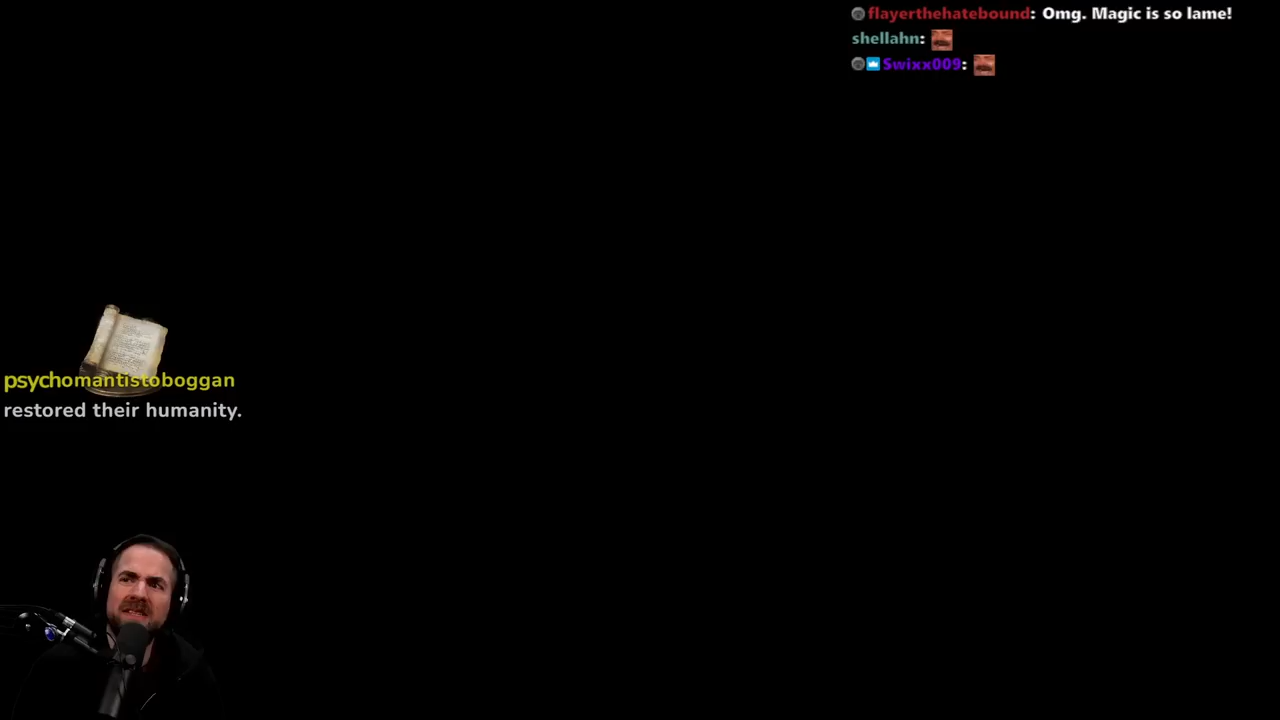 flayerthehatebound: Omg. Magic is so lame!
shellahn:
Swixx009:
psychomantistoboggan
restored their humanity.